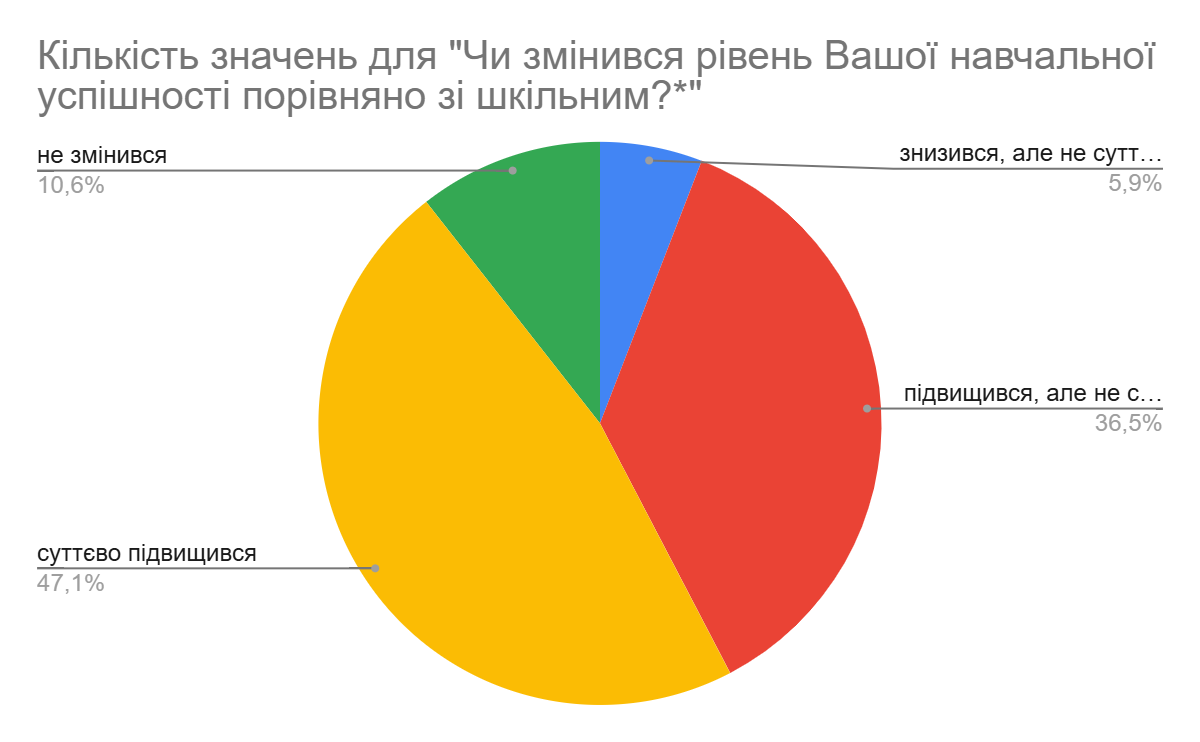 Кількість значень для "Чи змінився рівень Вашої навчальної
успішності порівняно зі шкільним?*"
не змінився
10,6%
знизився, але не сутт…
5,9%
підвищився, але не с…
36,5%
суттєво підвищився
47,1%